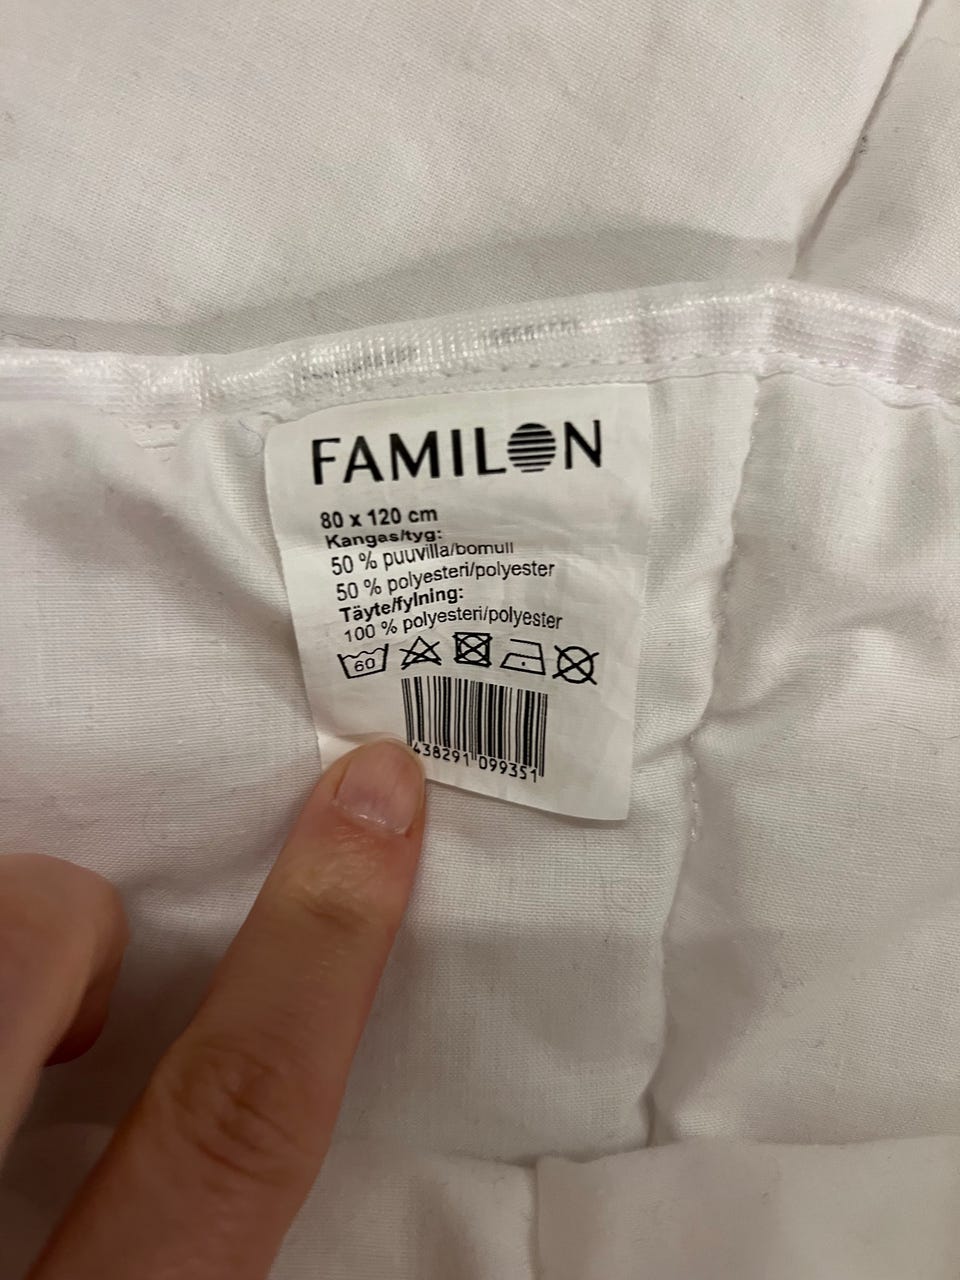 FAMILON
80 x 120 cm
Kangas/tyg:
50 % puuvilla/bomull
50 % polyesteri/polyester
Täyte/fylning:
100 % polyesteri/polyester
60
438291 099351